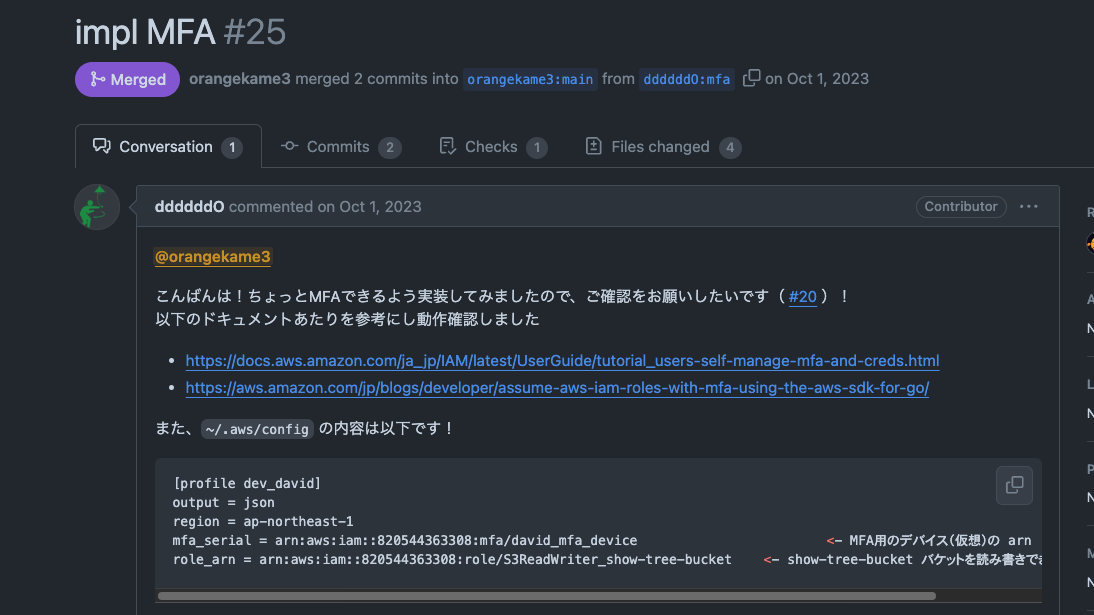 impl MFA #25
Merged orangekame3 merged 2 commits into orangekame3:main from ddddddO:mfa on Oct 1, 2023
Conversation 1 Commits 2 Checks 1 Files changed 4
ddddddO commented on Oct 1, 2023 Contributor ...
@orangekame3
こんばんは！ちょっとMFAできるよう実装してみましたので、ご確認をお願いしたいです（ #20 ）！
以下のドキュメントあたりを参考にし動作確認しました
• https://docs.aws.amazon.com/ja_jp/IAM/latest/UserGuide/tutorial_users-self-manage-mfa-and-creds.html
• https://aws.amazon.com/jp/blogs/developer/assume-aws-iam-roles-with-mfa-using-the-aws-sdk-for-go/
また、 ~/.aws/config の内容は以下です！
[profile dev_david]
output = json
region = ap-northeast-1
mfa_serial = arn:aws:iam::820544363308:mfa/david_mfa_device <- MFA用のデバイス(仮想)の arn
role_arn = arn:aws:iam::820544363308:role/S3ReadWriter_show-tree-bucket <- show-tree-bucket バケットを読み書きでき